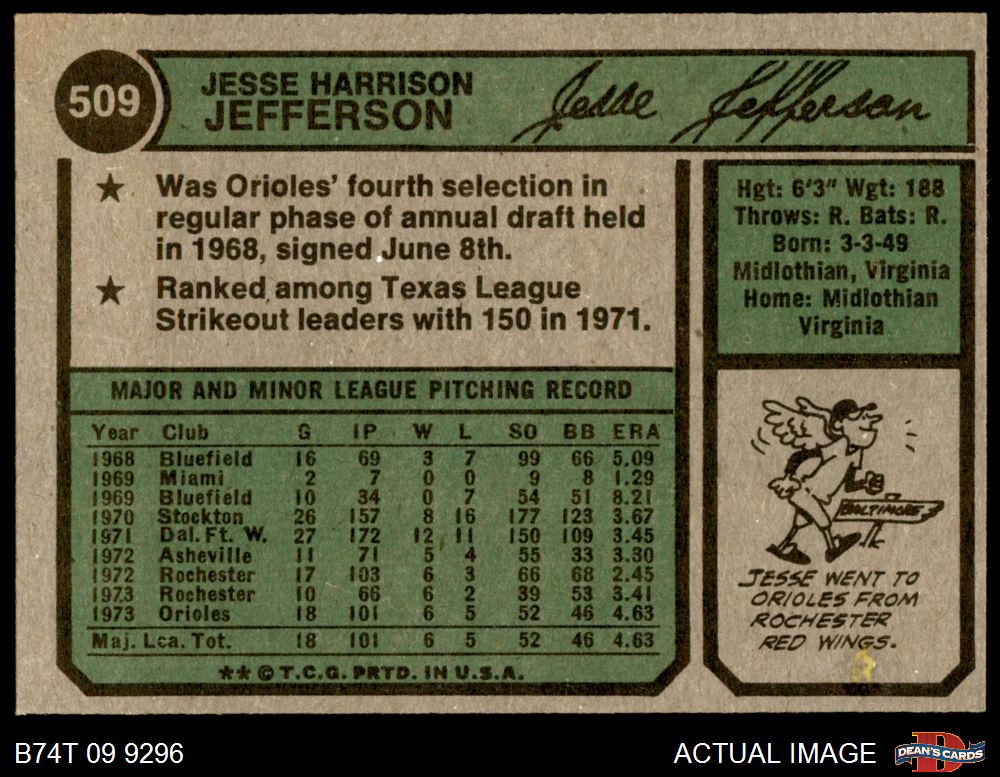 509
JESSE HARRISON
JEFFERSON
Jesse Jefferson
★ Was Orioles' fourth selection in
regular phase of annual draft held
in 1968, signed June 8th.
★ Ranked among Texas League
Strikeout leaders with 150 in 1971.
Hgt: 6'3" Wgt: 188
Throws: R. Bats: R.
Born: 3-3-49
Midlothian, Virginia
Home: Midlothian
Virginia
MAJOR AND MINOR LEAGUE PITCHING RECORD
Year Club G IP W L SO BB ERA
1968 Bluefield 16 69 3 7 99 66 5.09
1969 Miami 2 7 0 0 9 8 1.29
1969 Bluefield 10 34 0 7 54 51 8.21
1970 Stockton 26 157 8 16 177 123 3.67
1971 Dal. Ft. W. 27 172 12 11 150 109 3.45
1972 Asheville 11 71 5 4 55 33 3.30
1972 Rochester 17 103 6 3 66 68 2.45
1973 Rochester 10 66 6 2 39 53 3.41
1973 Orioles 18 101 6 5 52 46 4.63
Maj. Lea. Tot. 18 101 6 5 52 46 4.63
** © T.C.G. PRTD. IN U.S.A.
BALTIMORE
JESSE WENT TO
ORIOLES FROM
ROCHESTER
RED WINGS.
B74T 09 9296
ACTUAL IMAGE
DEAN'S CARDS